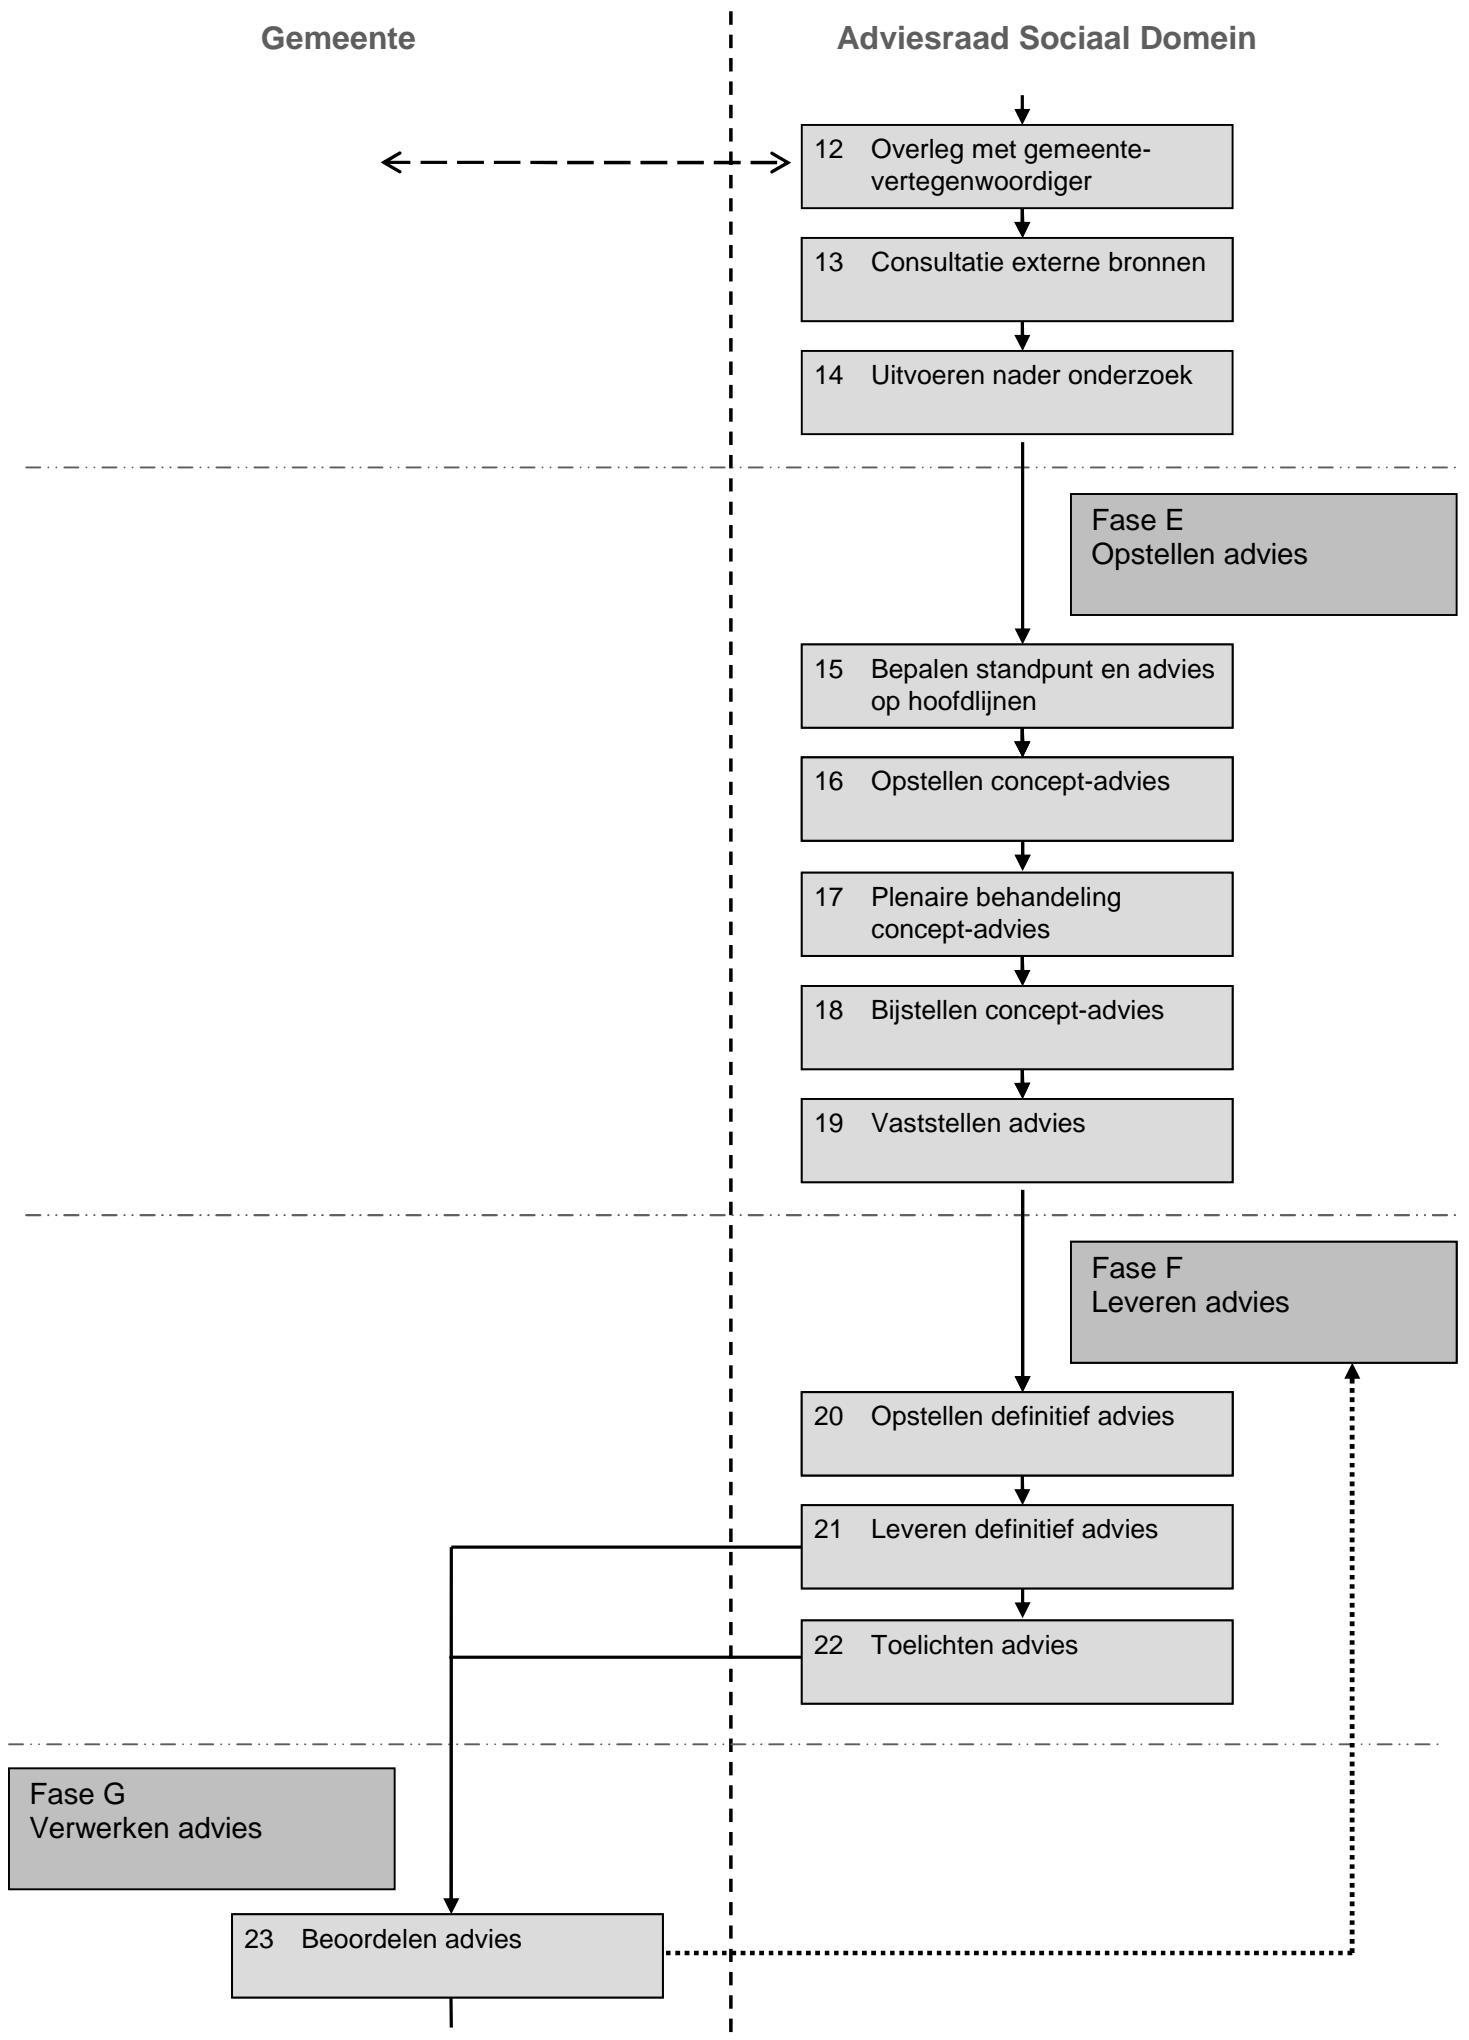 Gemeente
Adviesraad Sociaal Domein
12 Overleg met gemeente-
vertegenwoordiger
13 Consultatie externe bronnen
14 Uitvoeren nader onderzoek
Fase E
Opstellen advies
15 Bepalen standpunt en advies
op hoofdlijnen
16 Opstellen concept-advies
17 Plenaire behandeling
concept-advies
18 Bijstellen concept-advies
19 Vaststellen advies
Fase F
Leveren advies
20 Opstellen definitief advies
21 Leveren definitief advies
22 Toelichten advies
Fase G
Verwerken advies
23 Beoordelen advies